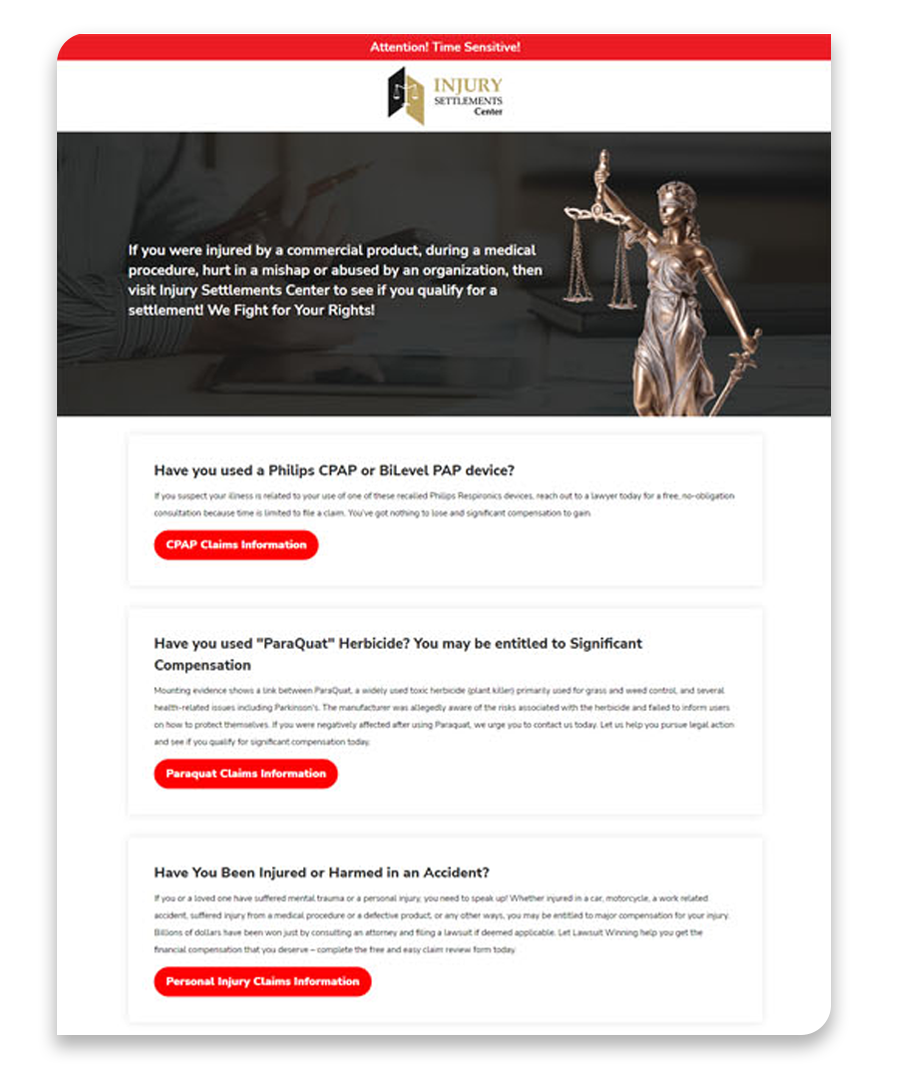 Attention! Time Sensitive!
INJURY
SETTLEMENTS
Center
If you were injured by a commercial product, during a medical
procedure, hurt in a mishap or abused by an organization, then
visit Injury Settlements Center to see if you qualify for a
settlement! We Fight for Your Rights!
Have you used a Philips CPAP or BiLevel PAP device?
If you suspect your illness is related to your use of one of these recalled Philips Respironics devices, reach out to a lawyer today for a free, no-obligation
consultation because time is limited to file a claim. You've got nothing to lose and significant compensation to gain.
CPAP Claims Information
Have you used "ParaQuat" Herbicide? You may be entitled to Significant
Compensation
Mounting evidence shows a link between ParaQuat, a widely used toxic herbicide (plant killer) primarily used for grass and weed control, and several
health-related issues including Parkinson's. The manufacturer was allegedly aware of the risks associated with the herbicide and failed to inform users
on how to protect themselves. If you were negatively affected after using Paraquat, we urge you to contact us today. Let us help you pursue legal action
and see if you qualify for significant compensation today.
Paraquat Claims Information
Have You Been Injured or Harmed in an Accident?
If you or a loved one have suffered mental trauma or a personal injury, you need to speak up! Whether injured in a car, motorcycle, a work related
accident, suffered injury from a medical procedure or a defective product, or any other ways, you may be entitled to major compensation for your injury.
Billions of dollars have been won just by consulting an attorney and filing a lawsuit if deemed applicable. Let Lawsuit Winning help you get the
financial compensation that you deserve – complete the free and easy claim review form today.
Personal Injury Claims Information